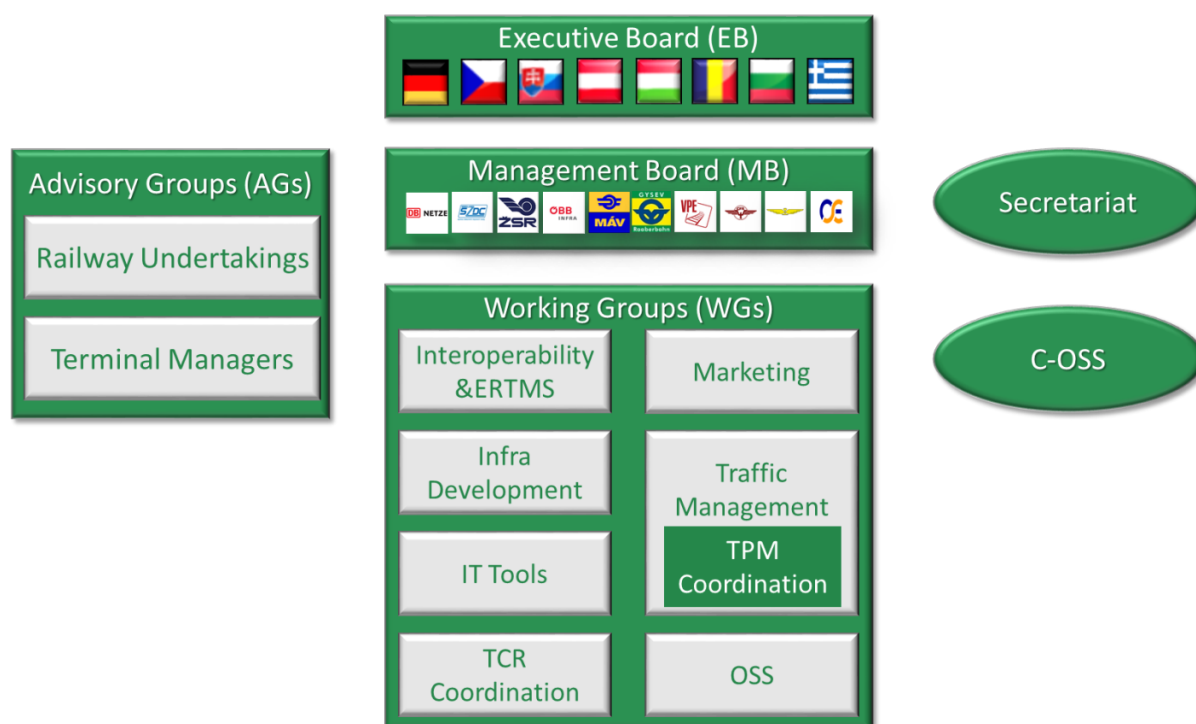 Executive Board (EB)
Advisory Groups (AGs)
Railway Undertakings
Terminal Managers
Management Board (MB)
DB NETZE
SŽDC
ŽSR
ÖBB
INFRA
MÁV
GYSEV
Raaberbahn
VPE
Working Groups (WGs)
Interoperability
&ERTMS
Marketing
Infra
Development
Traffic
Management
TPM
Coordination
IT Tools
TCR
Coordination
OSS
Secretariat
C-OSS